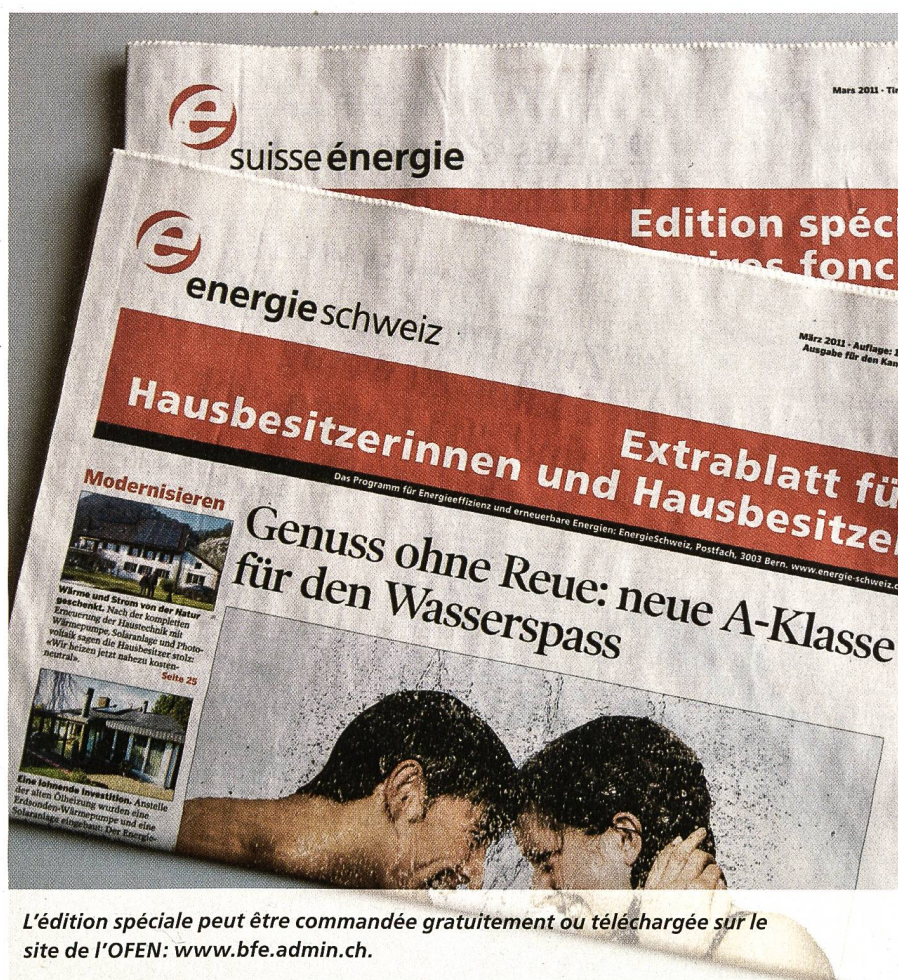 Mars 2011 - Tir
suisse énergie
Edition spéci
ires fonc
energie schweiz
März 2011 - Auflage: 1
Ausgabe für den Kan
Extrablatt fü
Hausbesitzerinnen und Hausbesitzer
Das Programm für Energieeffizienz und erneuerbare Energien: EnergieSchweiz, Postfach, 3003 Bern. www.energie-schweiz.c
Modernisieren
Wärme und Strom von der Natur
geschenkt. Nach der kompletten
Erneuerung der Haustechnik mit
Wärmepumpe, Solaranlage und Photo-
voltaik sagen die Hausbesitzer stolz:
«Wir heizen jetzt nahezu kosten-
neutral».
Seite 25
Eine lohnende Investition. Anstelle
der alten Ölheizung wurden eine
Erdsonden-Wärmepumpe und eine
Solaranlage eingebaut: Der Energie-
Genuss ohne Reue: neue A-Klasse
für den Wasserspass
L'édition spéciale peut être commandée gratuitement ou téléchargée sur le
site de l'OFEN: www.bfe.admin.ch.